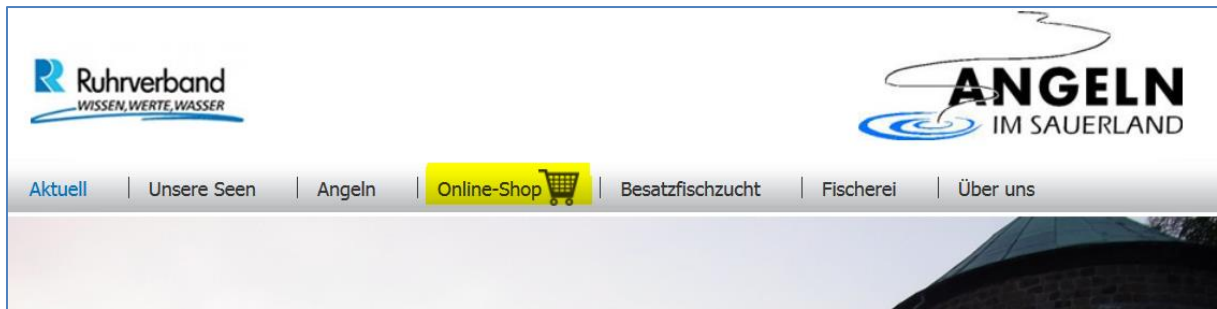 Ruhrverband
WISSEN, WERTE, WASSER
ANGELN
IM SAUERLAND
Aktuell | Unsere Seen | Angeln | Online-Shop | Besatzfischzucht | Fischerei | Über uns